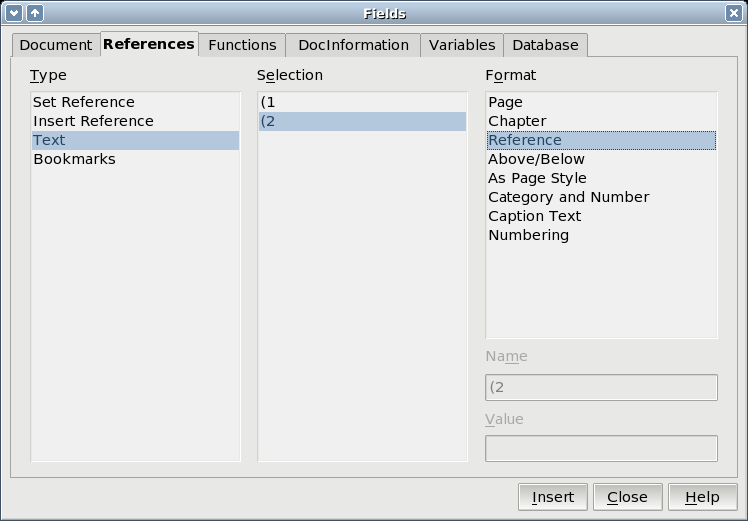 Fields
Document References Functions DocInformation Variables Database
Type
Set Reference
Insert Reference
Text
Bookmarks
Selection
(1
(2
Format
Page
Chapter
Reference
Above/Below
As Page Style
Category and Number
Caption Text
Numbering
Name
(2
Value
Insert Close Help